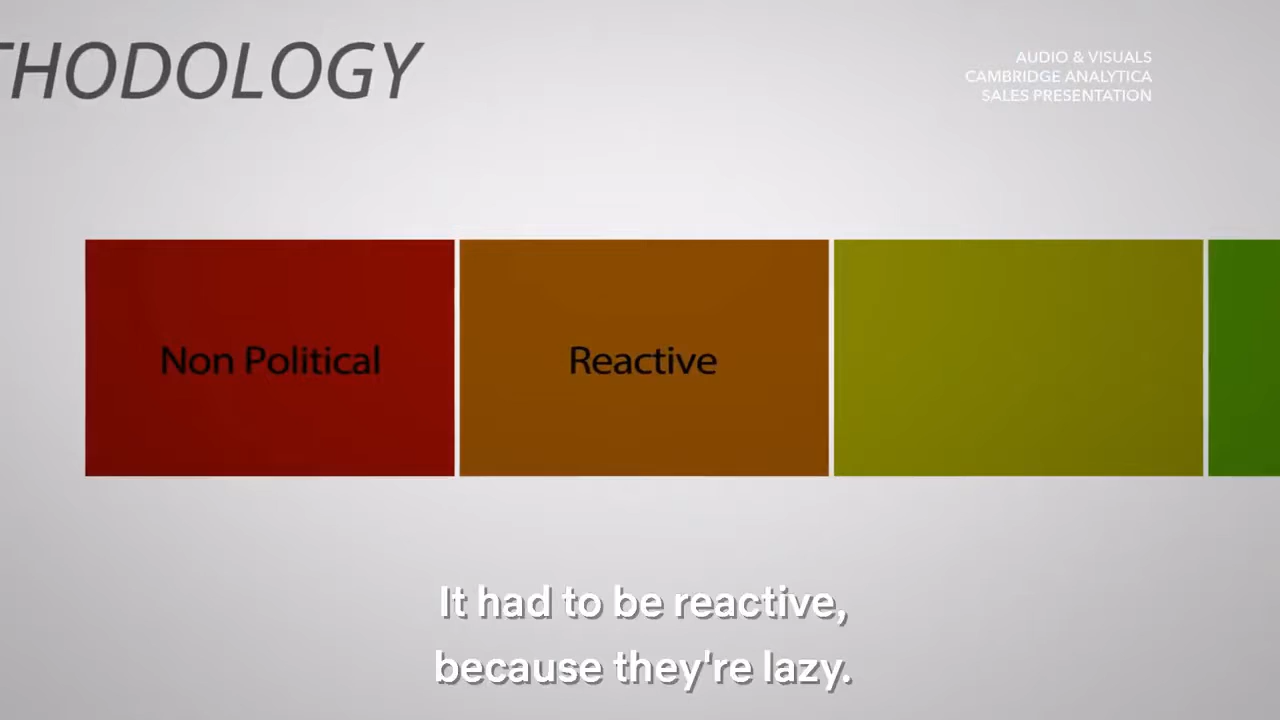 THODOLOGY
AUDIO & VISUALS
CAMBRIDGE ANALYTICA
SALES PRESENTATION
Non Political
Reactive
It had to be reactive,
because they're lazy.